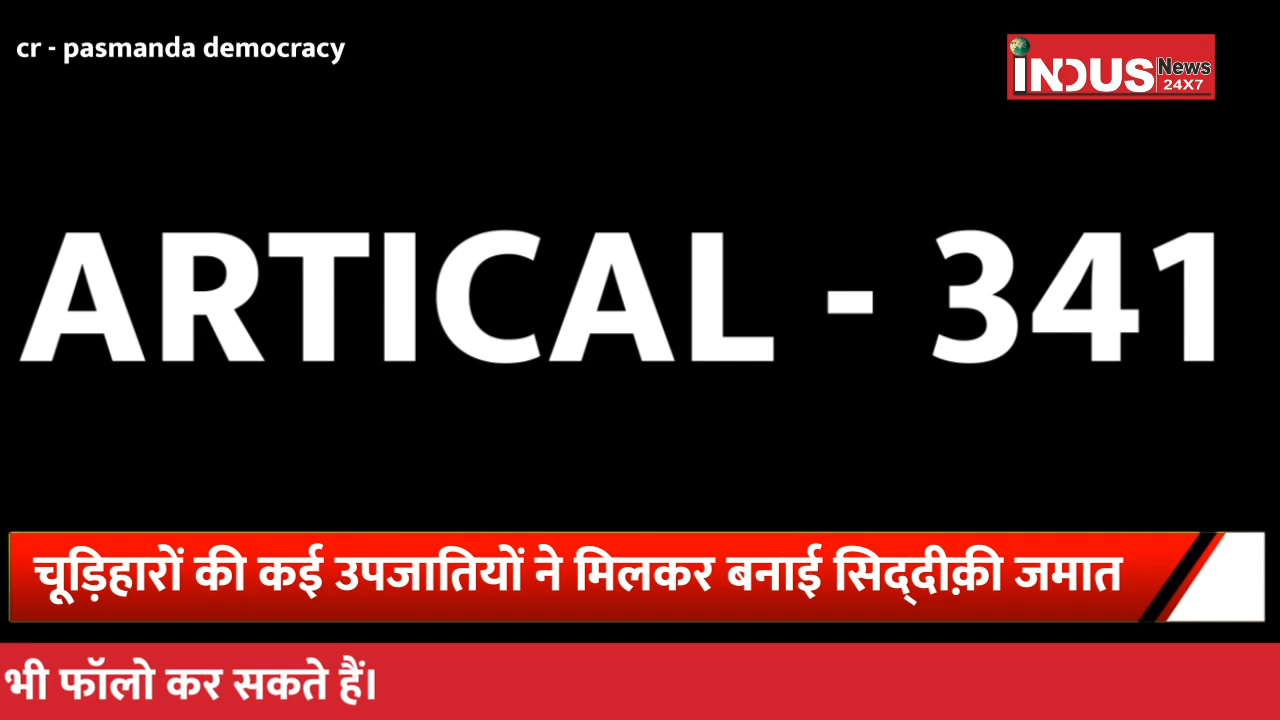 cr - pasmanda democracy
iNDUS News 24X7
ARTICAL - 341
चूड़िहारों की कई उपजातियों ने मिलकर बनाई सिद्दीक़ी जमात
भी फॉलो कर सकते हैं।